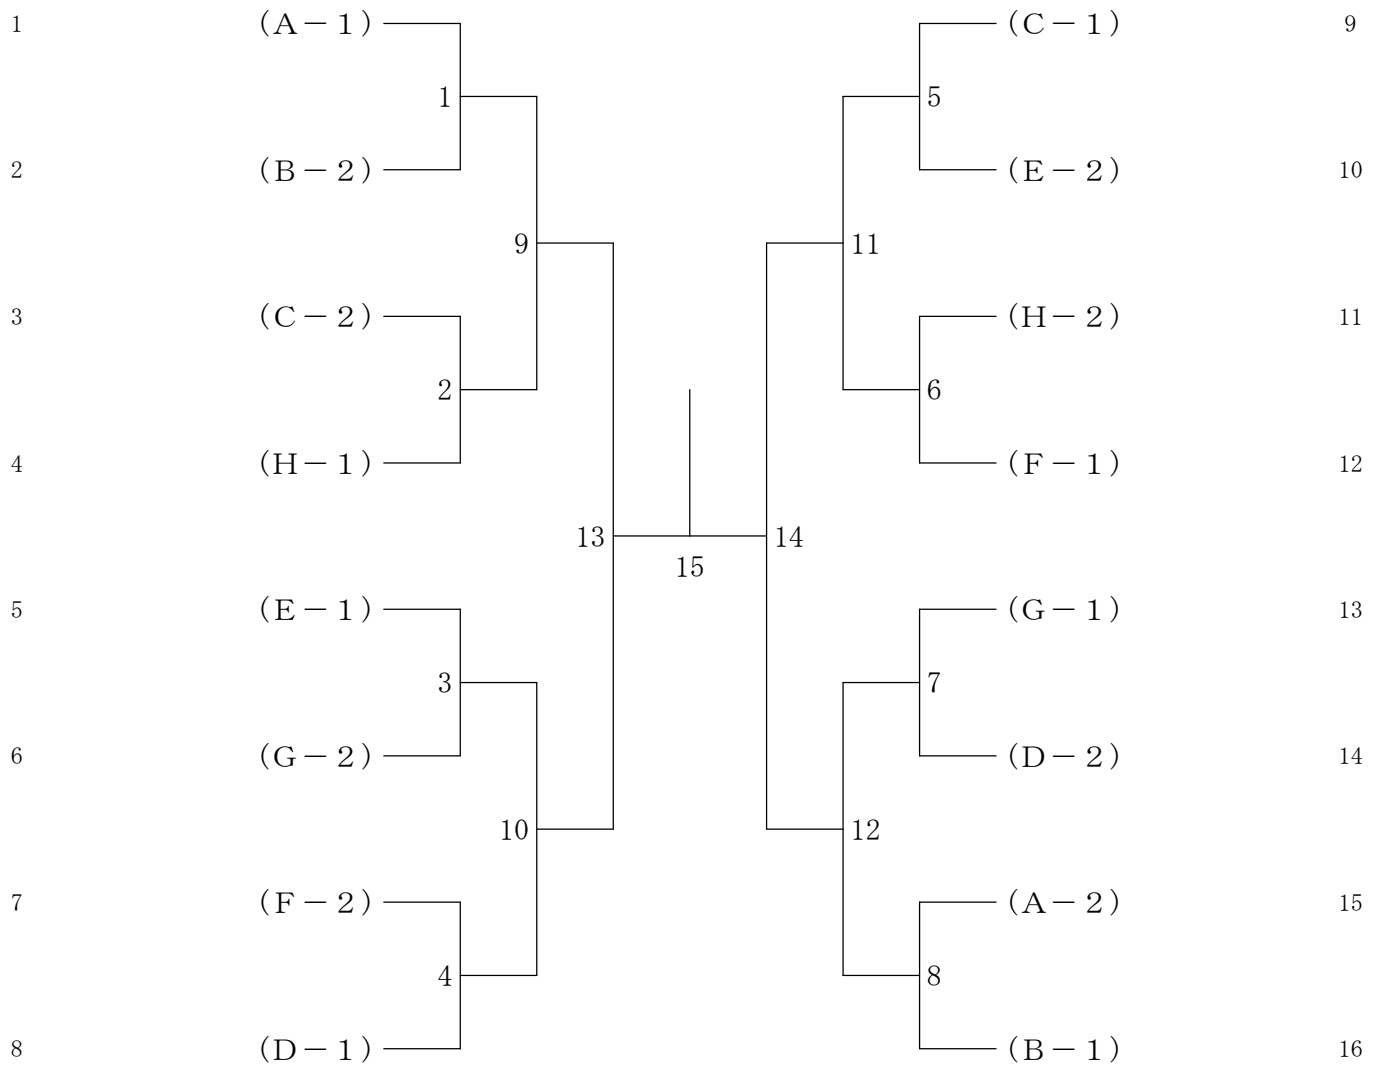 1 (A－1) (C－1) 9
1 5
2 (B－2) (E－2) 10
9 11
3 (C－2) (H－2) 11
2 6
4 (H－1) (F－1) 12
13 14
15
5 (E－1) (G－1) 13
3 7
6 (G－2) (D－2) 14
10 12
7 (F－2) (A－2) 15
4 8
8 (D－1) (B－1) 16